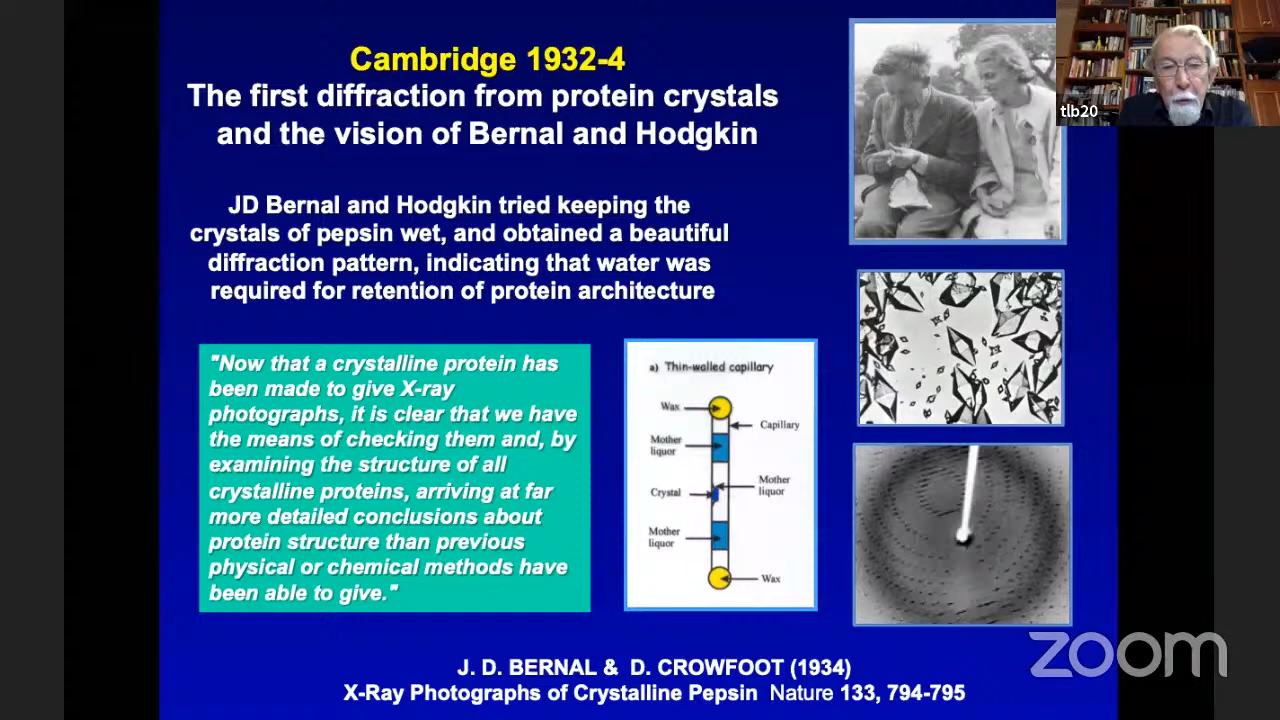 Cambridge 1932-4
The first diffraction from protein crystals
and the vision of Bernal and Hodgkin
tlb20
JD Bernal and Hodgkin tried keeping the
crystals of pepsin wet, and obtained a beautiful
diffraction pattern, indicating that water was
required for retention of protein architecture
"Now that a crystalline protein has
been made to give X-ray
photographs, it is clear that we have
the means of checking them and, by
examining the structure of all
crystalline proteins, arriving at far
more detailed conclusions about
protein structure than previous
physical or chemical methods have
been able to give."
a) Thin-walled capillary
Wax
Capillary
Mother
liquor
Crystal
Mother
liquor
Mother
liquor
Wax
zoom
J. D. BERNAL & D. CROWFOOT (1934)
X-Ray Photographs of Crystalline Pepsin Nature 133, 794-795